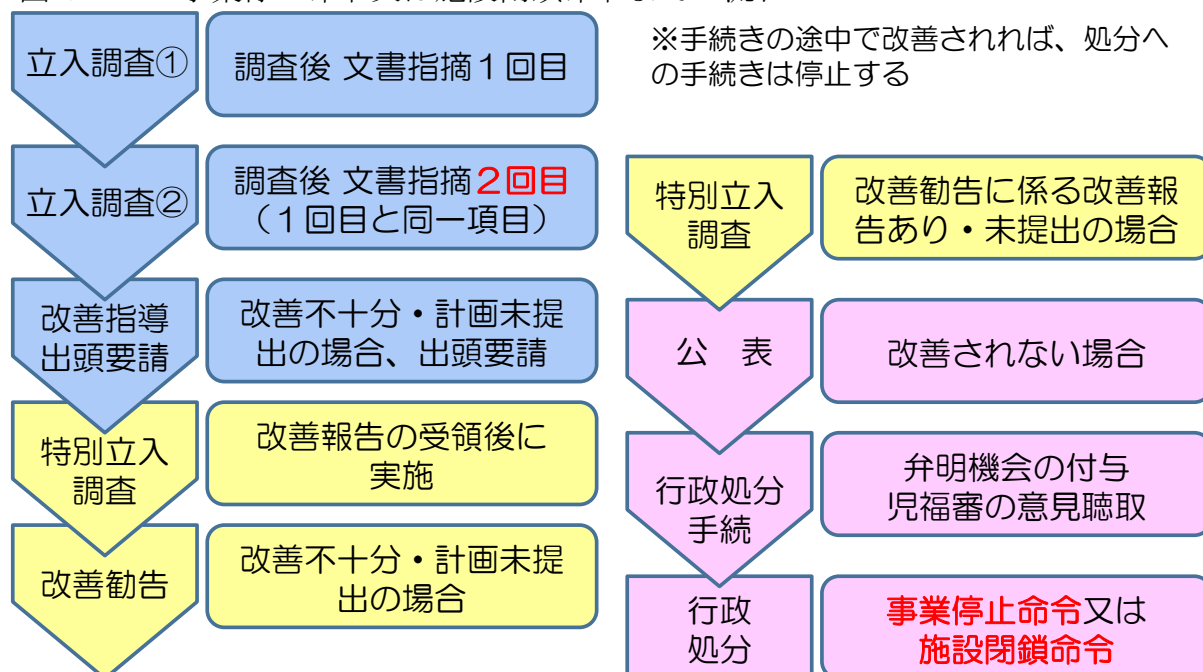 立入調査①
調査後 文書指摘１回目
立入調査②
調査後 文書指摘２回目
（１回目と同一項目）
改善指導
出頭要請
改善不十分・計画未提
出の場合、出頭要請
特別立入
調査
改善報告の受領後に
実施
改善勧告
改善不十分・計画未提
出の場合
※手続きの途中で改善されれば、処分へ
の手続きは停止する
特別立入
調査
改善勧告に係る改善報
告あり・未提出の場合
公　表
改善されない場合
行政処分
手続
弁明機会の付与
児福審の意見聴取
行政
処分
事業停止命令又は
施設閉鎖命令